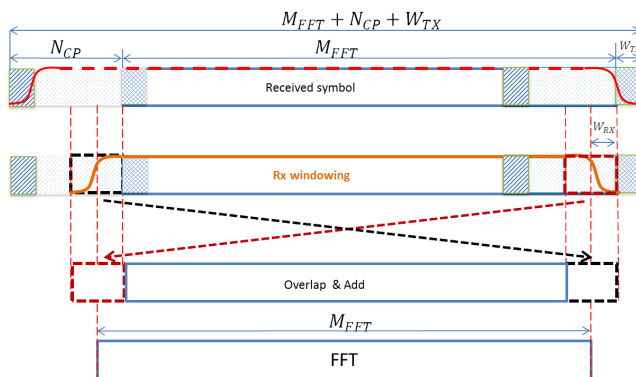 M_FFT + N_CP + W_TX
N_CP M_FFT W_T
Received symbol
W_RX
Rx windowing
Overlap & Add
M_FFT
FFT